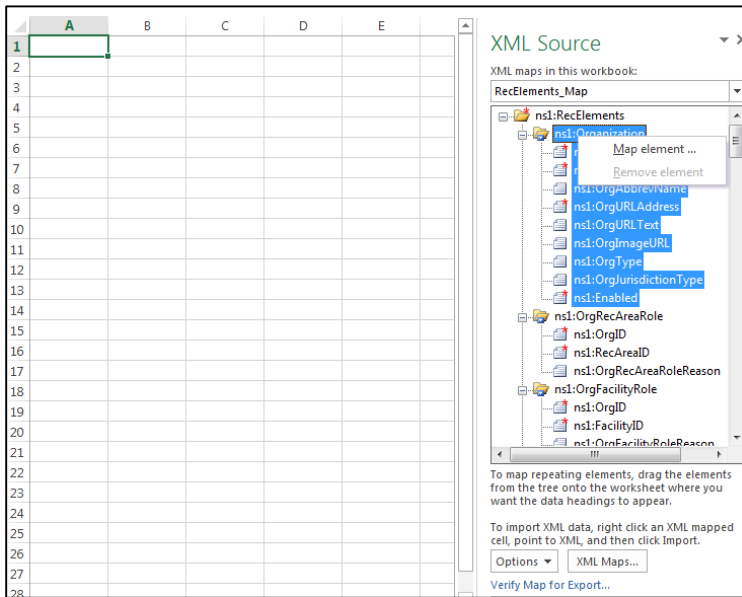 A B C D E
1
2
3
4
5
6
7
8
9
10
11
12
13
14
15
16
17
18
19
20
21
22
23
24
25
26
27
28
XML Source
XML maps in this workbook:
RecElements_Map
ns1:RecElements
ns1:Organization
Map element ...
Remove element
ns1:OrgAbbrevName
ns1:OrgURLAddress
ns1:OrgURLText
ns1:OrgImageURL
ns1:OrgType
ns1:OrgJurisdictionType
ns1:Enabled
ns1:OrgRecAreaRole
ns1:OrgID
ns1:RecAreaID
ns1:OrgRecAreaRoleReason
ns1:OrgFacilityRole
ns1:OrgID
ns1:FacilityID
ns1:OrgFacilityRoleReason
To map repeating elements, drag the elements
from the tree onto the worksheet where you
want the data headings to appear.
To import XML data, right click an XML mapped
cell, point to XML, and then click Import.
Options XML Maps...
Verify Map for Export...